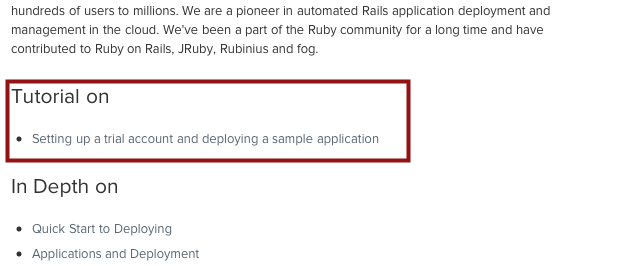 hundreds of users to millions. We are a pioneer in automated Rails application deployment and
management in the cloud. We've been a part of the Ruby community for a long time and have
contributed to Ruby on Rails, JRuby, Rubinius and fog.
Tutorial on
• Setting up a trial account and deploying a sample application
In Depth on
• Quick Start to Deploying
• Applications and Deployment